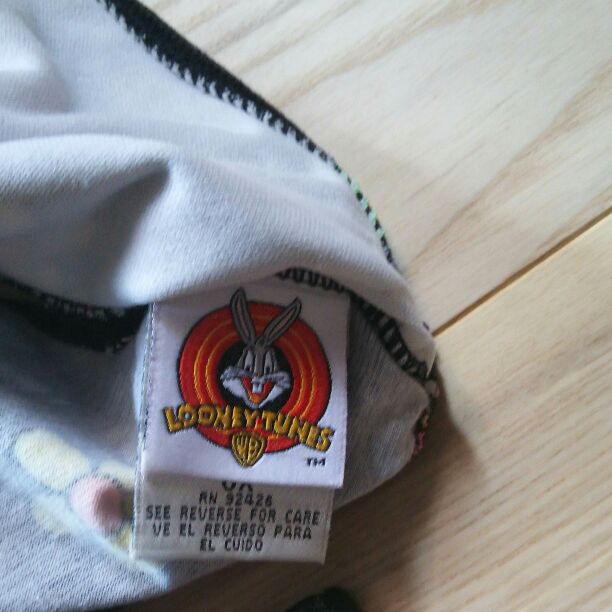 LOONEY TUNES
WB
TM
RN 92426
SEE REVERSE FOR CARE
VE EL REVERSO PARA
EL CUIDO